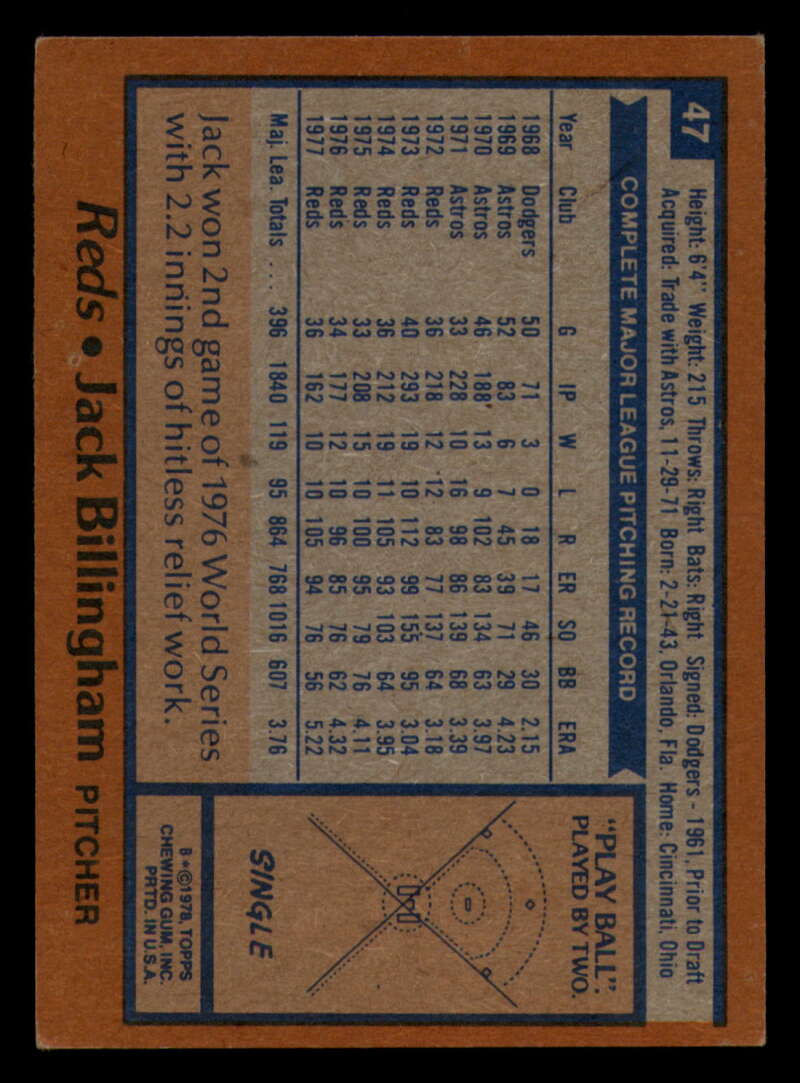 47
Height: 6'4" Weight: 215 Throws: Right Bats: Right Signed: Dodgers - 1961, Prior to Draft
Acquired: Trade with Astros, 11-29-71 Born: 2-21-43, Orlando, Fla. Home: Cincinnati, Ohio
COMPLETE MAJOR LEAGUE PITCHING RECORD
Year Club G IP W L R ER SO BB ERA
1968 Dodgers 50 71 3 0 18 17 46 30 2.15
1969 Astros 52 83 6 7 45 39 71 29 4.23
1970 Astros 46 188 13 9 102 83 134 63 3.97
1971 Astros 33 228 10 16 98 86 139 68 3.39
1972 Reds 36 218 12 12 83 77 137 64 3.18
1973 Reds 40 293 19 10 112 99 155 95 3.04
1974 Reds 36 212 19 11 105 93 103 64 3.95
1975 Reds 33 208 15 10 100 95 79 76 4.11
1976 Reds 34 177 12 10 96 85 76 62 4.32
1977 Reds 36 162 10 10 105 94 76 56 5.22
Maj. Lea. Totals .... 396 1840 119 95 864 768 1016 607 3.76
Jack won 2nd game of 1976 World Series
with 2.2 innings of hitless relief work.
"PLAY BALL":
PLAYED BY TWO.
SINGLE
B*©1978, TOPPS
CHEWING GUM, INC.
PRTD. IN U.S.A.
Reds • Jack Billingham PITCHER